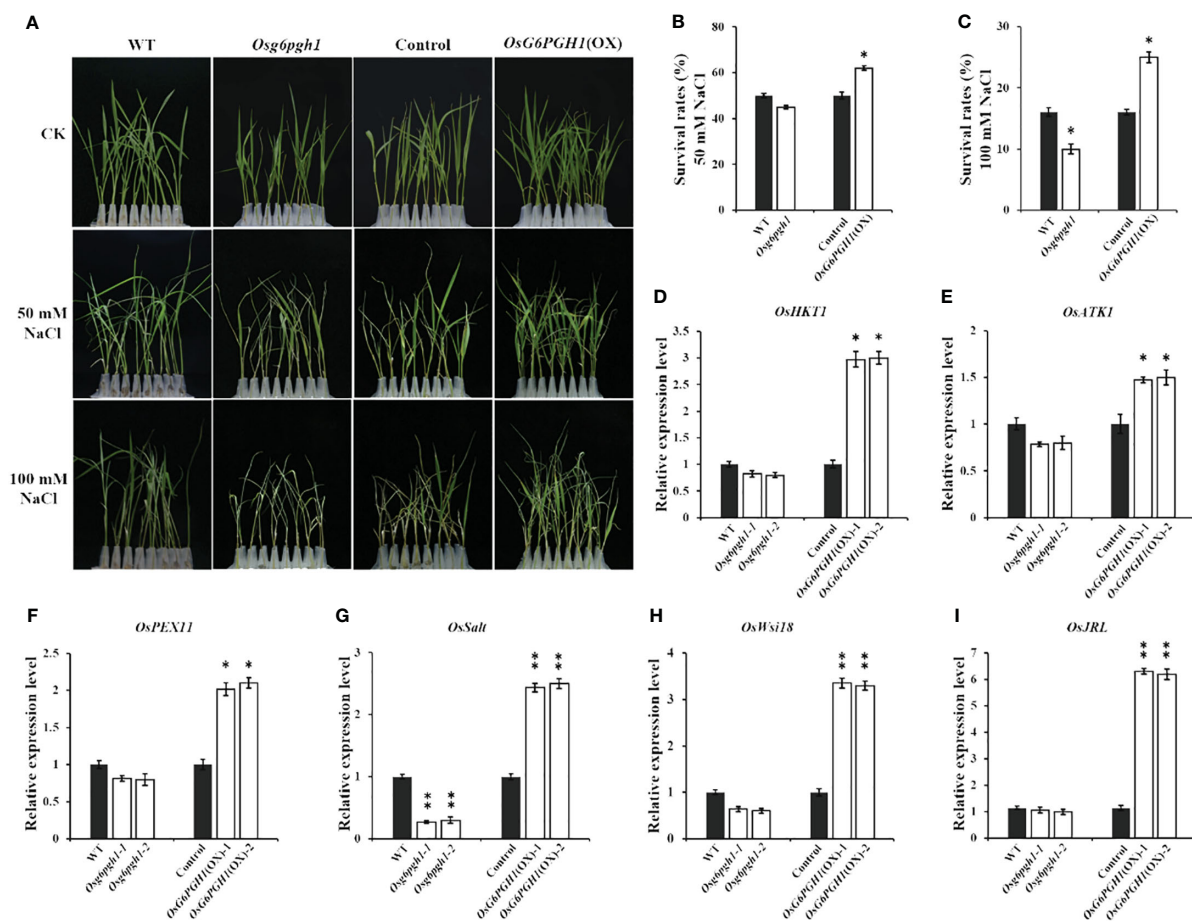 A
WT
Osg6pgh1
Control
OsG6PGH1(OX)
CK
50 mM
NaCl
100 mM
NaCl
B
Survival rates (%)
50 mM NaCl
80
60
40
20
0
*
WT
Osg6pgh1
Control
OsG6PGH1(OX)
C
Survival rates (%)
100 mM NaCl
30
20
10
0
*
*
WT
Osg6pgh1
Control
OsG6PGH1(OX)
D
OsHKT1
Relative expression level
3.5
3
2.5
2
1.5
1
0.5
0
* *
WT
Osg6pgh1-1
Osg6pgh1-2
Control
OsG6PGH1(OX)-1
OsG6PGH1(OX)-2
E
OsATK1
Relative expression level
2
1.5
1
0.5
0
* *
WT
Osg6pgh1-1
Osg6pgh1-2
Control
OsG6PGH1(OX)-1
OsG6PGH1(OX)-2
F
OsPEX11
Relative expression level
2.5
2
1.5
1
0.5
0
* *
WT
Osg6pgh1-1
Osg6pgh1-2
Control
OsG6PGH1(OX)-1
OsG6PGH1(OX)-2
G
OsSalt
Relative expression level
3
2
1
0
** **
** **
WT
Osg6pgh1-1
Osg6pgh1-2
Control
OsG6PGH1(OX)-1
OsG6PGH1(OX)-2
H
OsWsi18
Relative expression level
4
3
2
1
0
** **
WT
Osg6pgh1-1
Osg6pgh1-2
Control
OsG6PGH1(OX)-1
OsG6PGH1(OX)-2
I
OsJRL
Relative expression level
7
6
5
4
3
2
1
0
** **
WT
Osg6pgh1-1
Osg6pgh1-2
Control
OsG6PGH1(OX)-1
OsG6PGH1(OX)-2